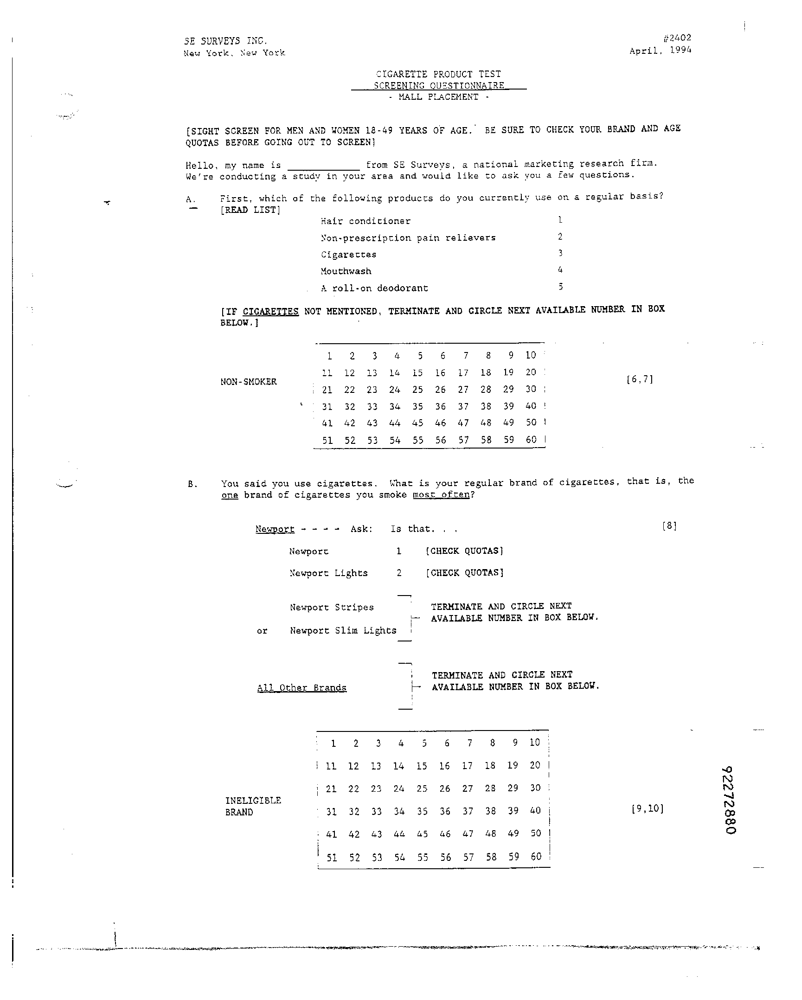 SE SURVEYS INC. #2402
New York, New York April, 1994
CIGARETTE PRODUCT TEST
SCREENING QUESTIONNAIRE
- MALL PLACEMENT -
[SIGHT SCREEN FOR MEN AND WOMEN 18-49 YEARS OF AGE. BE SURE TO CHECK YOUR BRAND AND AGE
QUOTAS BEFORE GOING OUT TO SCREEN]
Hello, my name is ____________ from SE Surveys, a national marketing research firm.
We're conducting a study in your area and would like to ask you a few questions.
A. First, which of the following products do you currently use on a regular basis?
[READ LIST]
Hair conditioner 1
Non-prescription pain relievers 2
Cigarettes 3
Mouthwash 4
A roll-on deodorant 5
[IF CIGARETTES NOT MENTIONED, TERMINATE AND CIRCLE NEXT AVAILABLE NUMBER IN BOX
BELOW.]
1 2 3 4 5 6 7 8 9 10
11 12 13 14 15 16 17 18 19 20
NON-SMOKER [6,7]
21 22 23 24 25 26 27 28 29 30
31 32 33 34 35 36 37 38 39 40
41 42 43 44 45 46 47 48 49 50
51 52 53 54 55 56 57 58 59 60
B. You said you use cigarettes. What is your regular brand of cigarettes, that is, the
one brand of cigarettes you smoke most often?
Newport - - - - Ask: Is that. . . [8]
Newport 1 [CHECK QUOTAS]
Newport Lights 2 [CHECK QUOTAS]
Newport Stripes TERMINATE AND CIRCLE NEXT
AVAILABLE NUMBER IN BOX BELOW.
or Newport Slim Lights
TERMINATE AND CIRCLE NEXT
All Other Brands AVAILABLE NUMBER IN BOX BELOW.
1 2 3 4 5 6 7 8 9 10
11 12 13 14 15 16 17 18 19 20
21 22 23 24 25 26 27 28 29 30
INELIGIBLE
BRAND 31 32 33 34 35 36 37 38 39 40 [9,10]
41 42 43 44 45 46 47 48 49 50
51 52 53 54 55 56 57 58 59 60
92272880